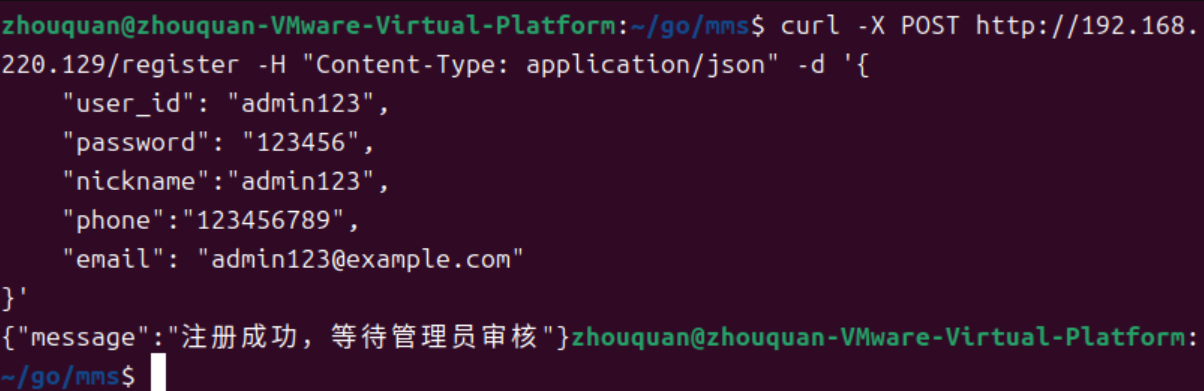 zhouquan@zhouquan-VMware-Virtual-Platform:~/go/mms$ curl -X POST http://192.168.
220.129/register -H "Content-Type: application/json" -d '{
    "user_id": "admin123",
    "password": "123456",
    "nickname":"admin123",
    "phone":"123456789",
    "email": "admin123@example.com"
}'
{"message":"注册成功，等待管理员审核"}zhouquan@zhouquan-VMware-Virtual-Platform:
~/go/mms$